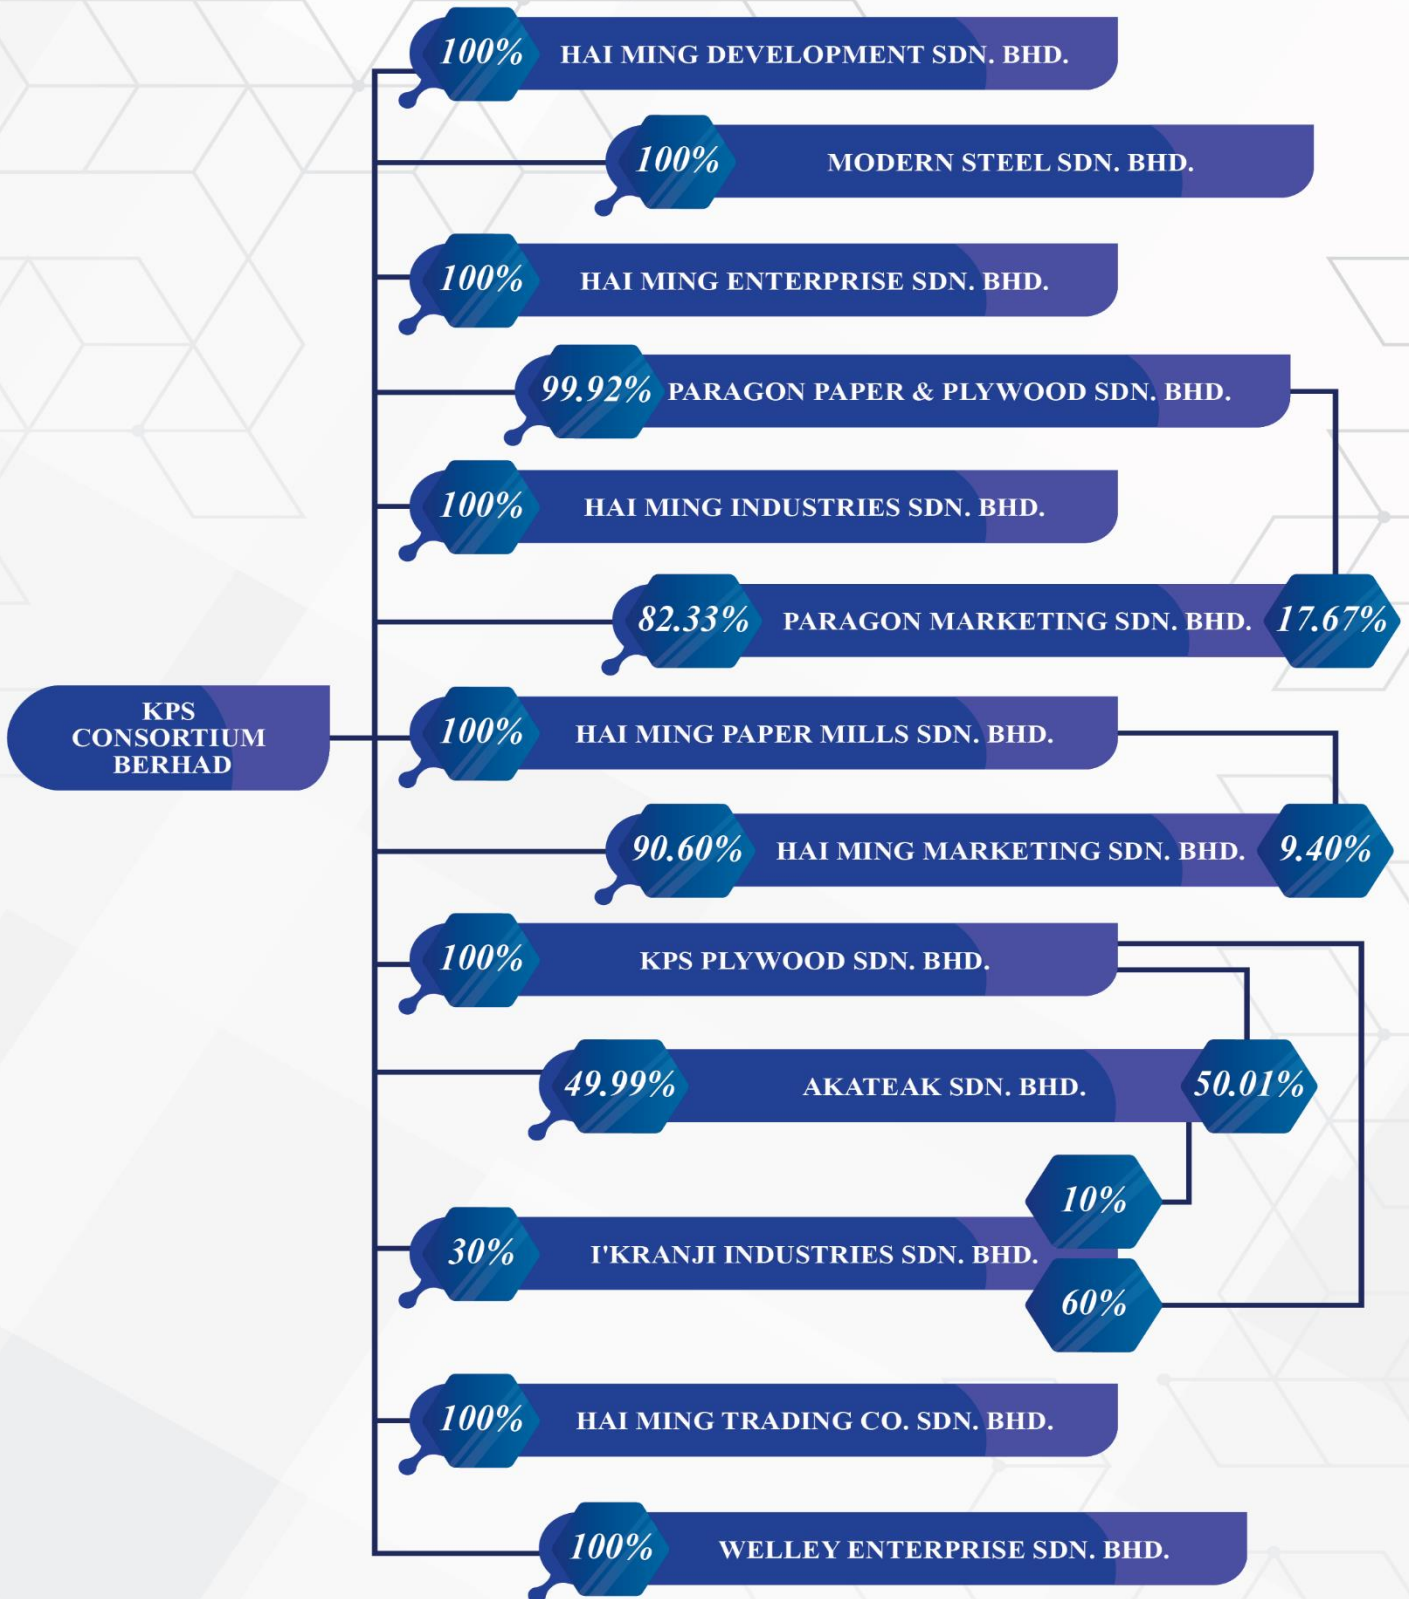 100% HAI MING DEVELOPMENT SDN. BHD.
100% MODERN STEEL SDN. BHD.
100% HAI MING ENTERPRISE SDN. BHD.
99.92% PARAGON PAPER & PLYWOOD SDN. BHD.
100% HAI MING INDUSTRIES SDN. BHD.
82.33% PARAGON MARKETING SDN. BHD. 17.67%
KPS
CONSORTIUM
BERHAD
100% HAI MING PAPER MILLS SDN. BHD.
90.60% HAI MING MARKETING SDN. BHD. 9.40%
100% KPS PLYWOOD SDN. BHD.
49.99% AKATEAK SDN. BHD. 50.01%
10%
30% I'KRANJI INDUSTRIES SDN. BHD.
60%
100% HAI MING TRADING CO. SDN. BHD.
100% WELLEY ENTERPRISE SDN. BHD.